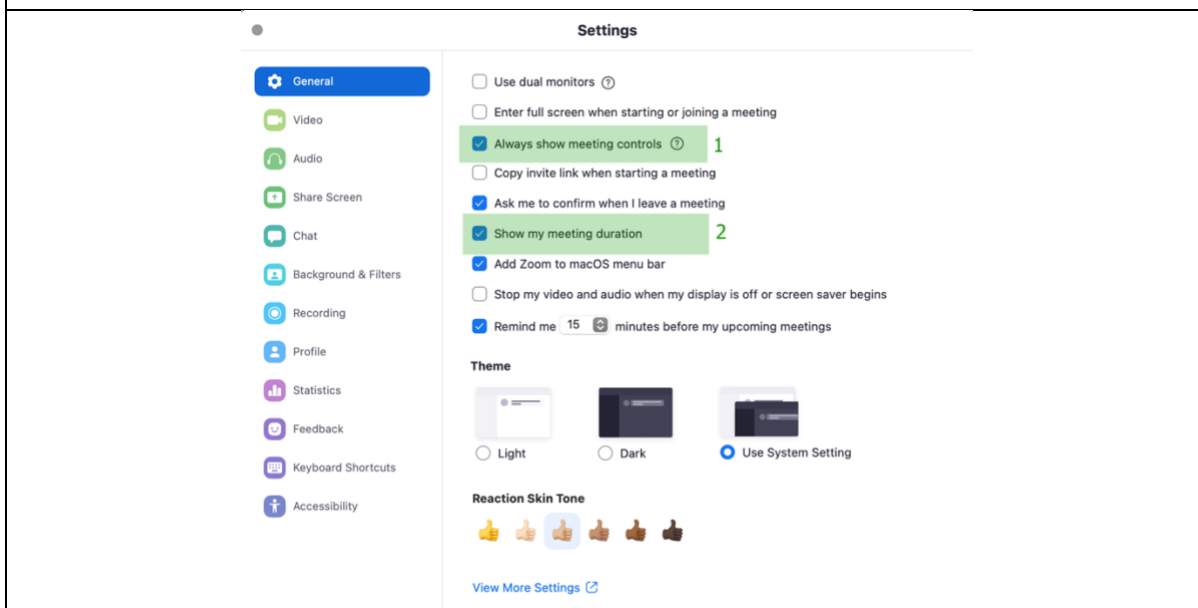 Settings
General
Video
Audio
Share Screen
Chat
Background & Filters
Recording
Profile
Statistics
Feedback
Keyboard Shortcuts
Accessibility
Use dual monitors ?
Enter full screen when starting or joining a meeting
Always show meeting controls ? 1
Copy invite link when starting a meeting
Ask me to confirm when I leave a meeting
Show my meeting duration 2
Add Zoom to macOS menu bar
Stop my video and audio when my display is off or screen saver begins
Remind me 15 minutes before my upcoming meetings
Theme
Light Dark Use System Setting
Reaction Skin Tone
View More Settings